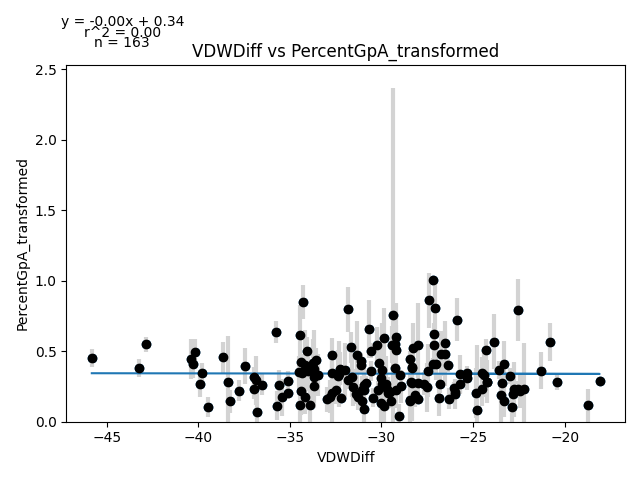 y = -0.00x + 0.34
r^2 = 0.00
n = 163
VDWDiff vs PercentGpA_transformed
2.5
2.0
1.5
1.0
0.5
0.0
PercentGpA_transformed
−45
−40
−35
−30
−25
−20
VDWDiff